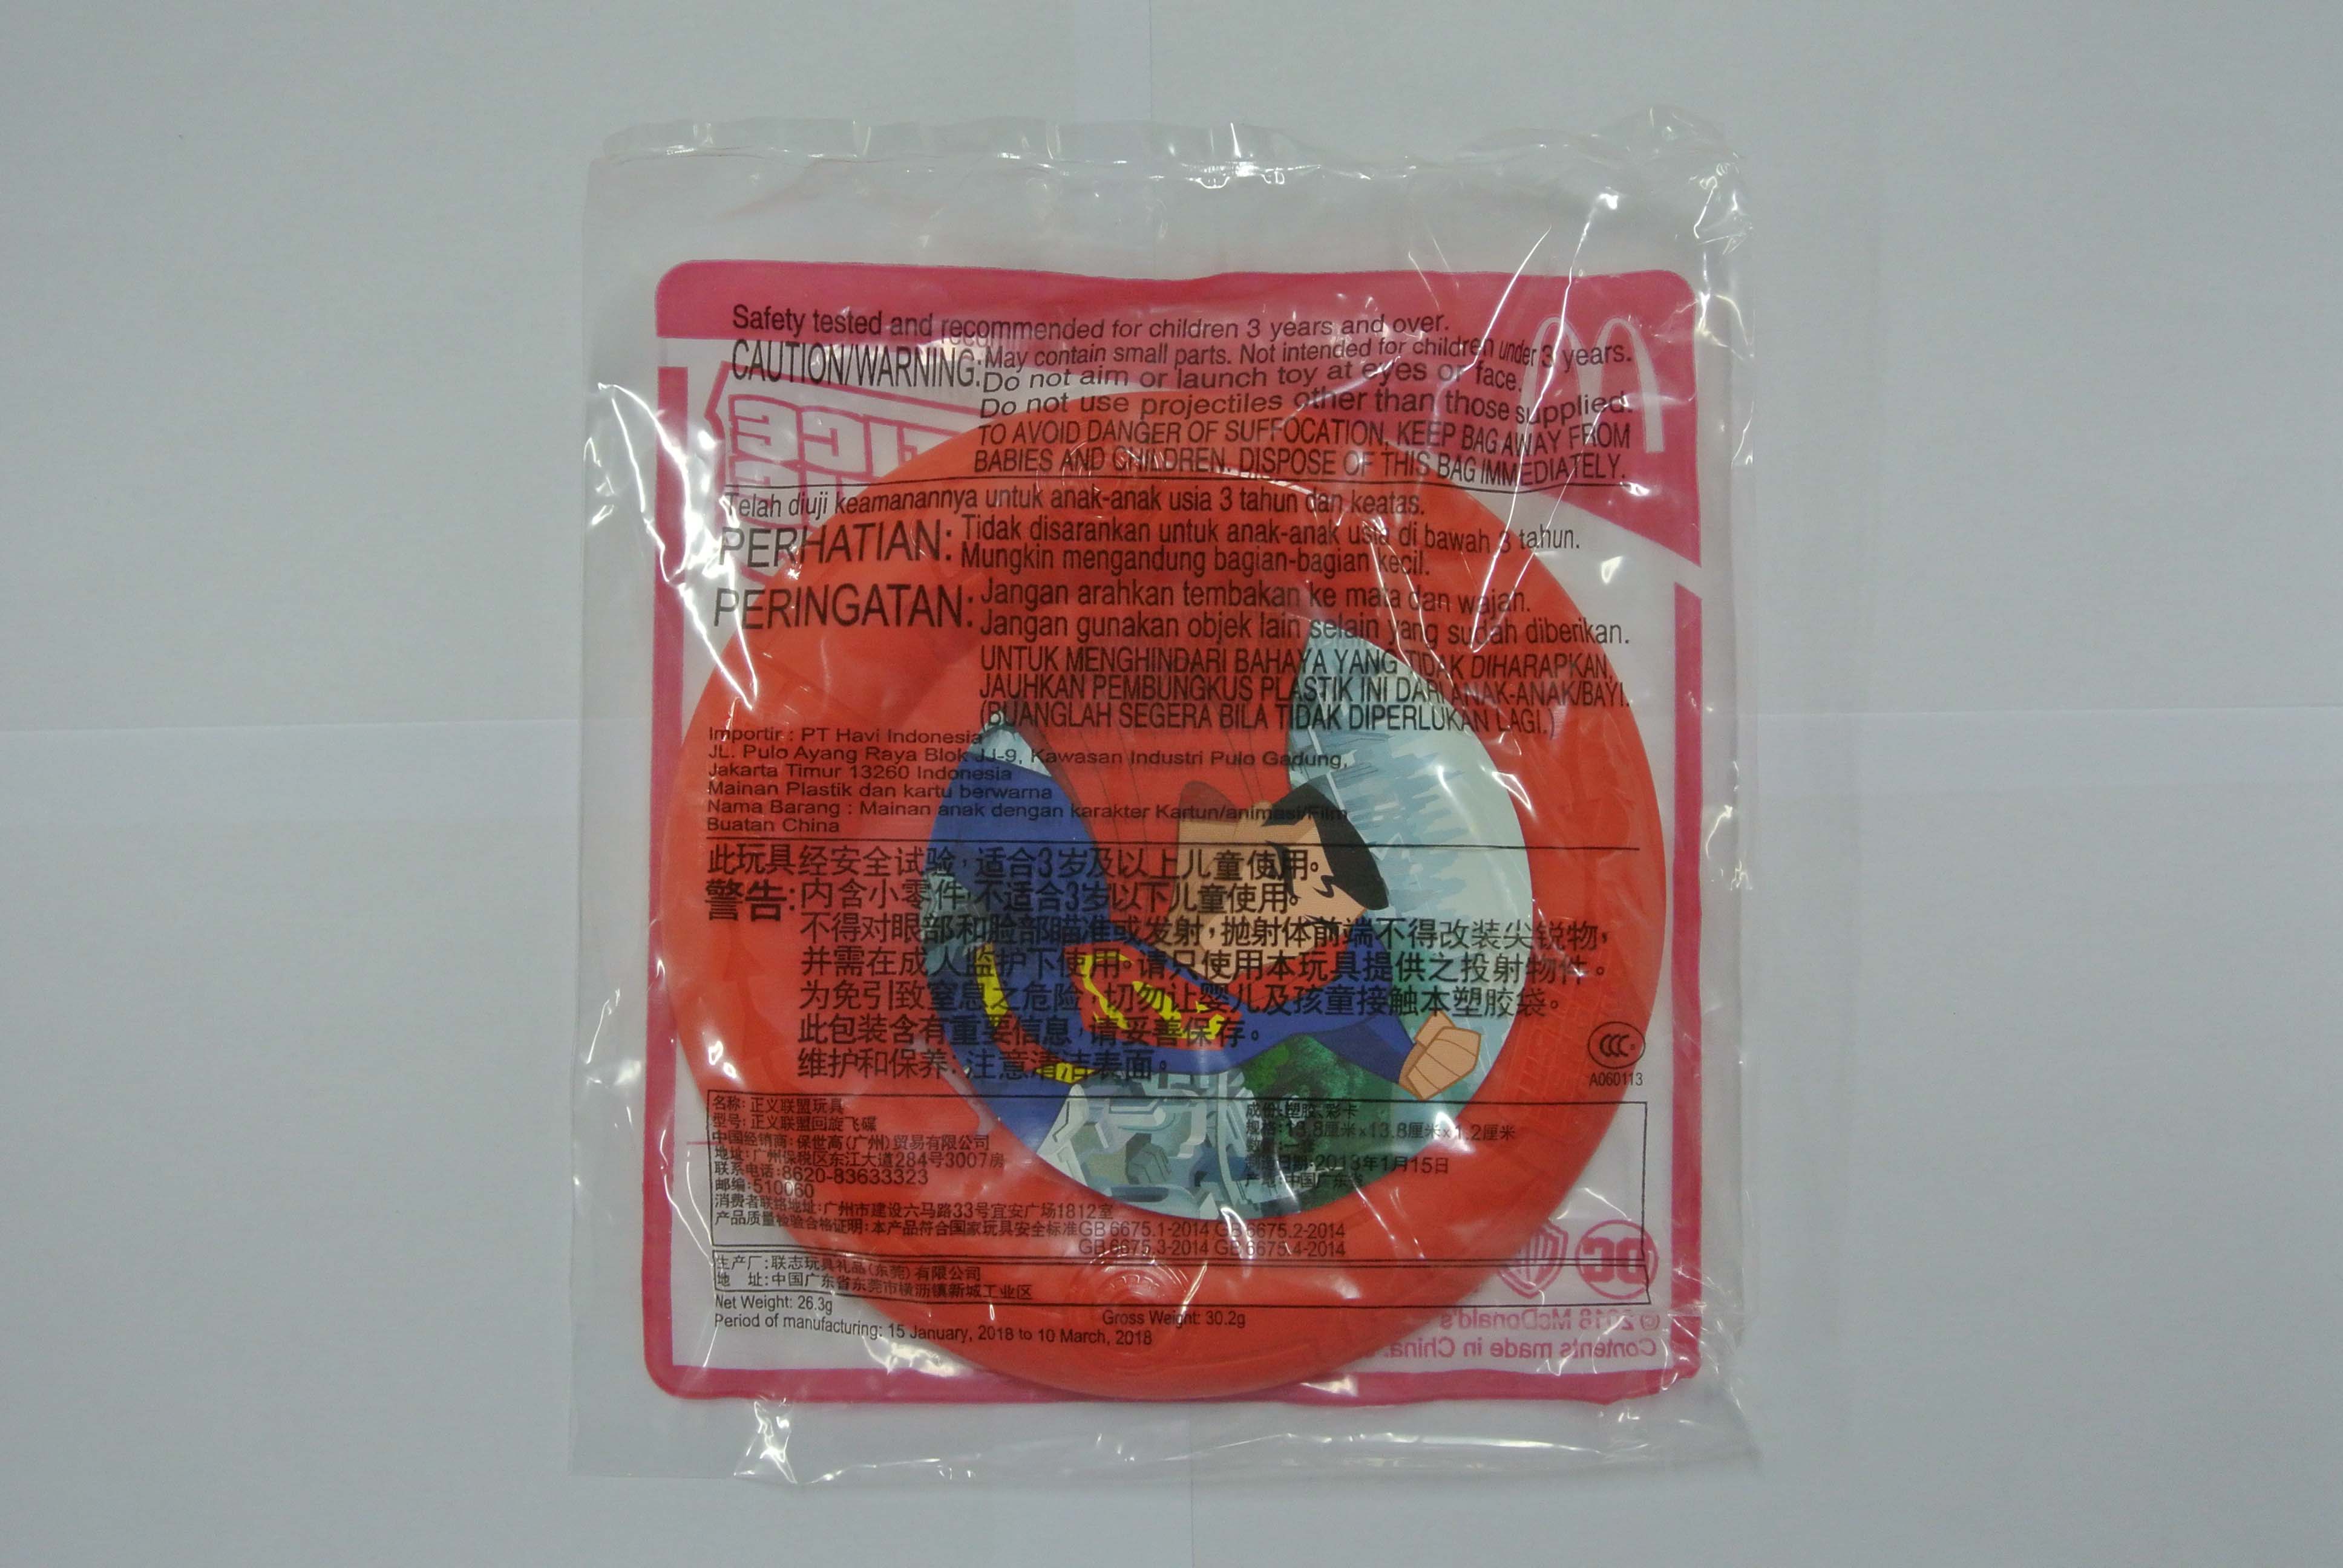 Safety tested and recommended for children 3 years and over.
CAUTION/WARNING: May contain small parts. Not intended for children under 3 years.
Do not aim or launch toy at eyes or face.
Do not use projectiles other than those supplied.
TO AVOID DANGER OF SUFFOCATION, KEEP BAG AWAY FROM
BABIES AND CHILDREN. DISPOSE OF THIS BAG IMMEDIATELY.
Telah diuji keamanannya untuk anak-anak usia 3 tahun dan keatas.
PERHATIAN: Tidak disarankan untuk anak-anak usia di bawah 3 tahun.
Mungkin mengandung bagian-bagian kecil.
PERINGATAN: Jangan arahkan tembakan ke mata dan wajan.
Jangan gunakan objek lain selain yang sudah diberikan.
UNTUK MENGHINDARI BAHAYA YANG TIDAK DIHARAPKAN,
JAUHKAN PEMBUNGKUS PLASTIK INI DARI ANAK-ANAK/BAYI.
(BUANGLAH SEGERA BILA TIDAK DIPERLUKAN LAGI.)
Importir : PT Havi Indonesia
JL. Pulo Ayang Raya Blok JJ-9, Kawasan Industri Pulo Gadung,
Jakarta Timur 13260 Indonesia
Mainan Plastik dan kartu berwarna
Nama Barang : Mainan anak dengan karakter Kartun/animasi/Film
Buatan China
此玩具经安全试验，适合3岁及以上儿童使用。
警告:内含小零件,不适合3岁以下儿童使用。
不得对眼部和脸部瞄准或发射，抛射体前端不得改装尖锐物，
并需在成人监护下使用。请只使用本玩具提供之投射物件。
为免引致窒息之危险，切勿让婴儿及孩童接触本塑胶袋。
此包装含有重要信息，请妥善保存。
维护和保养:注意清洁表面。
A060113
名称: 正义联盟玩具
型号: 正义联盟回旋飞碟
中国经销商: 保世高(广州)贸易有限公司
地址:广州保税区东江大道284号3007房
联系电话:8620-83633323
邮编:510060
消费者联络地址:广州市建设六马路33号宜安广场1812室
产品质量检验合格证明:本产品符合国家玩具安全标准GB 6675.1-2014 GB 6675.2-2014
GB 6675.3-2014 GB 6675.4-2014
成份:塑胶、彩卡
规格:13.8厘米×13.8厘米×1.2厘米
日期:2018年1月15日
产地:中国广东省
生产厂:联志玩具礼品(东莞)有限公司
地 址:中国广东省东莞市横沥镇新城工业区
Net Weight: 26.3g
Gross Weight: 30.2g
Period of manufacturing: 15 January, 2018 to 10 March, 2018
DC
© 2018 McDonald's
Contents made in China.